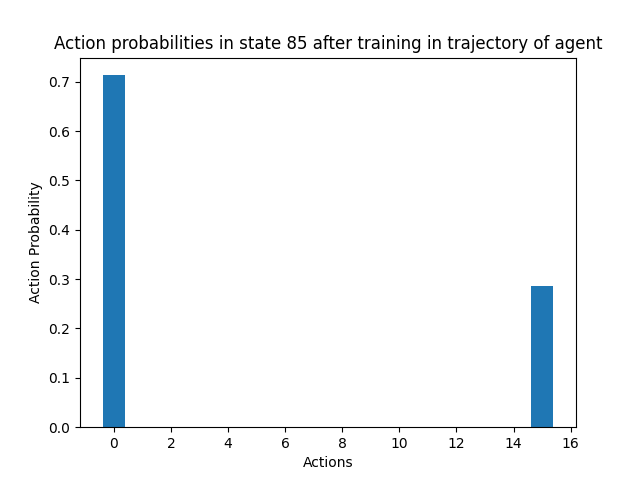 Action probabilities in state 85 after training in trajectory of agent
0.7
0.6
0.5
0.4
0.3
0.2
0.1
0.0
Action Probability
0 2 4 6 8 10 12 14 16
Actions